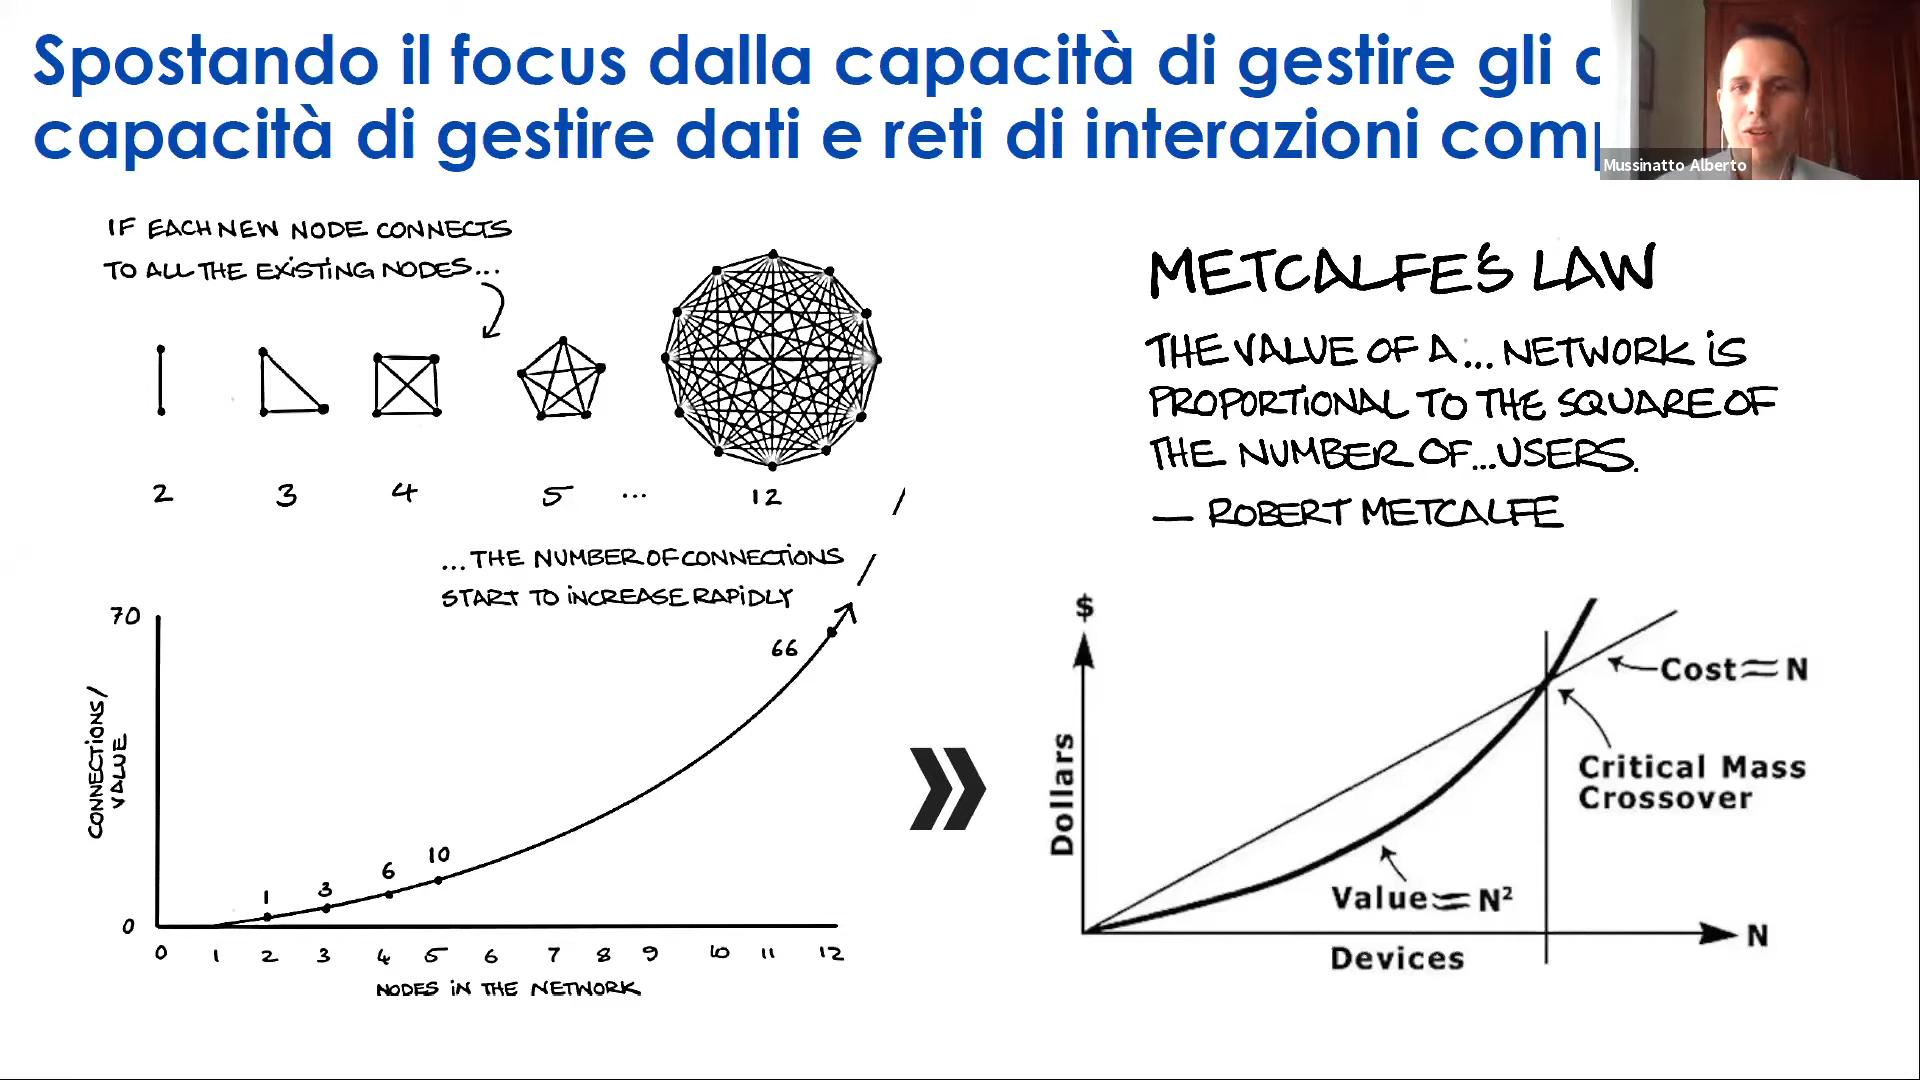 Spostando il focus dalla capacità di gestire gli
capacità di gestire dati e reti di interazioni
Mussinatto Alberto
IF EACH NEW NODE CONNECTS
TO ALL THE EXISTING NODES...
2 3 4 5 ... 12
...THE NUMBER OF CONNECTIONS
START TO INCREASE RAPIDLY
70
66
CONNECTIONS/
VALUE
10
6
3
1
0
0 1 2 3 4 5 6 7 8 9 10 11 12
NODES IN THE NETWORK
METCALFE'S LAW
THE VALUE OF A... NETWORK IS
PROPORTIONAL TO THE SQUARE OF
THE NUMBER OF...USERS.
— ROBERT METCALFE
$
Cost≈N
Critical Mass
Crossover
Dollars
Value≈N²
N
Devices